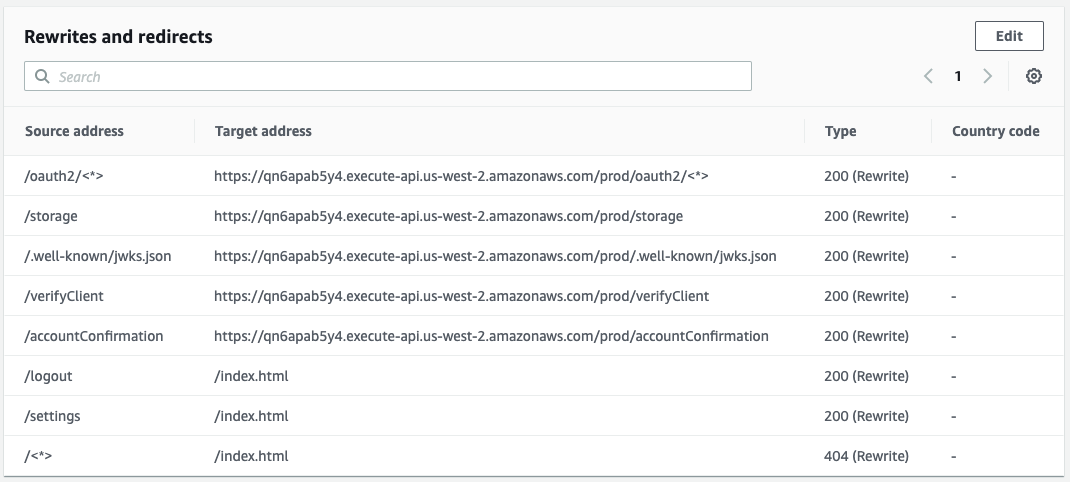 Rewrites and redirects
Edit
Search
1
Source address Target address Type Country code
/oauth2/<*> https://qn6apab5y4.execute-api.us-west-2.amazonaws.com/prod/oauth2/<*> 200 (Rewrite) -
/storage https://qn6apab5y4.execute-api.us-west-2.amazonaws.com/prod/storage 200 (Rewrite) -
/.well-known/jwks.json https://qn6apab5y4.execute-api.us-west-2.amazonaws.com/prod/.well-known/jwks.json 200 (Rewrite) -
/verifyClient https://qn6apab5y4.execute-api.us-west-2.amazonaws.com/prod/verifyClient 200 (Rewrite) -
/accountConfirmation https://qn6apab5y4.execute-api.us-west-2.amazonaws.com/prod/accountConfirmation 200 (Rewrite) -
/logout /index.html 200 (Rewrite) -
/settings /index.html 200 (Rewrite) -
/<*> /index.html 404 (Rewrite) -